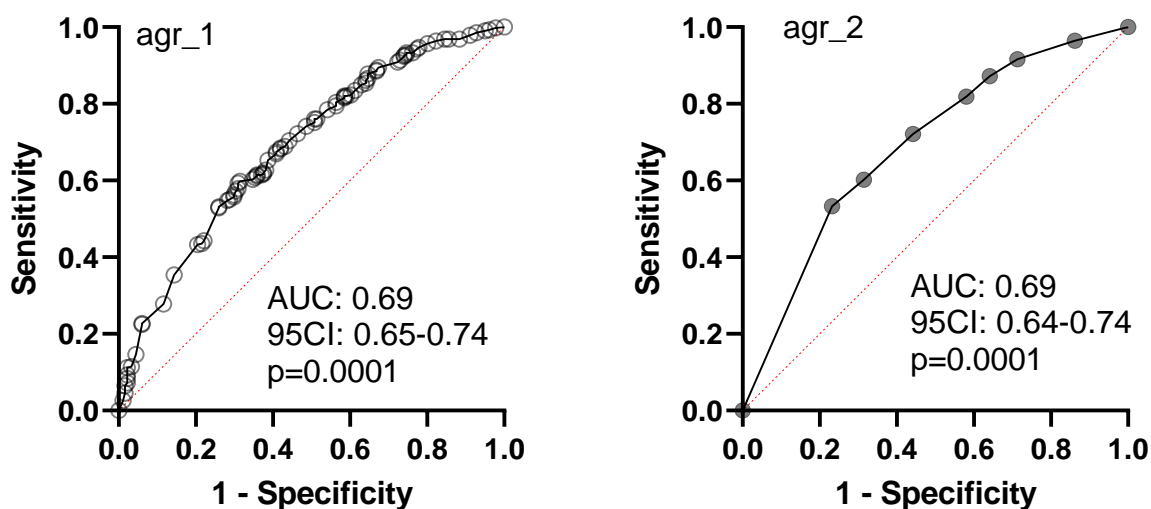 agr_1
1.0
0.8
0.6
0.4
0.2
0.0
Sensitivity
AUC: 0.69
95CI: 0.65-0.74
p=0.0001
0.0 0.2 0.4 0.6 0.8 1.0
1 - Specificity
agr_2
1.0
0.8
0.6
0.4
0.2
0.0
Sensitivity
AUC: 0.69
95CI: 0.64-0.74
p=0.0001
0.0 0.2 0.4 0.6 0.8 1.0
1 - Specificity